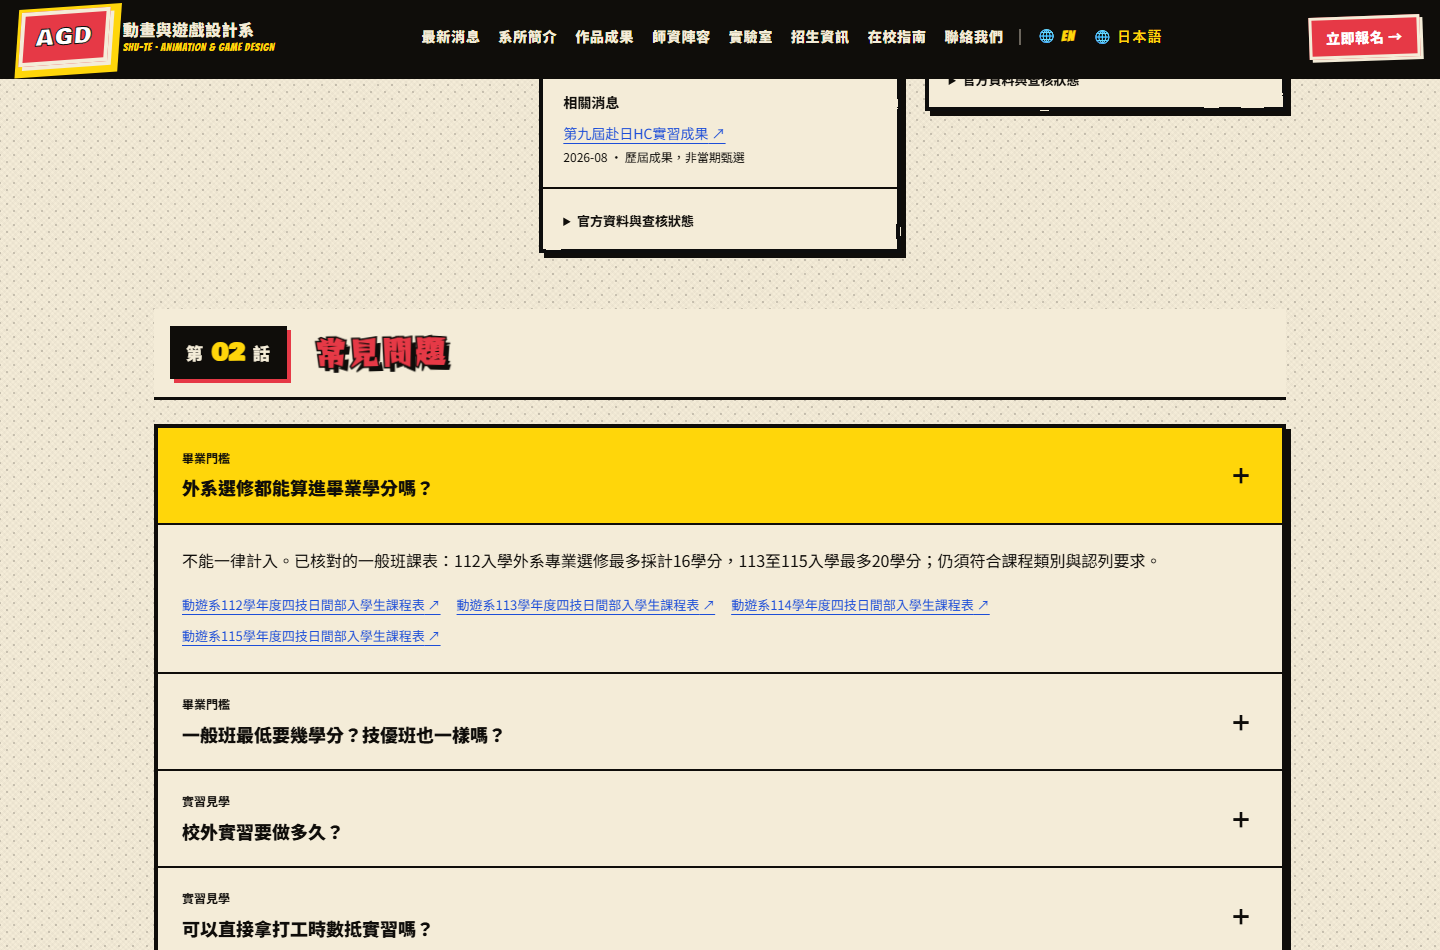 AGD
動畫與遊戲設計系
SHU-TE · ANIMATION & GAME DESIGN
最新消息 系所簡介 作品成果 師資陣容 實驗室 招生資訊 在校指南 聯絡我們 | EN 日本語
立即報名 →
▶ 官方資料與查核狀態
相關消息
第九屆赴日HC實習成果 ↗
2026-08 · 歷屆成果，非當期甄選
▶ 官方資料與查核狀態
第 02 話
常見問題
畢業門檻
外系選修都能算進畢業學分嗎？
+
不能一律計入。已核對的一般班課表：112入學外系專業選修最多採計16學分，113至115入學最多20學分；仍須符合課程類別與認列要求。
動遊系112學年度四技日間部入學生課程表 ↗ 動遊系113學年度四技日間部入學生課程表 ↗ 動遊系114學年度四技日間部入學生課程表 ↗
動遊系115學年度四技日間部入學生課程表 ↗
畢業門檻
一般班最低要幾學分？技優班也一樣嗎？
+
實習見學
校外實習要做多久？
+
實習見學
可以直接拿打工時數抵實習嗎？
+